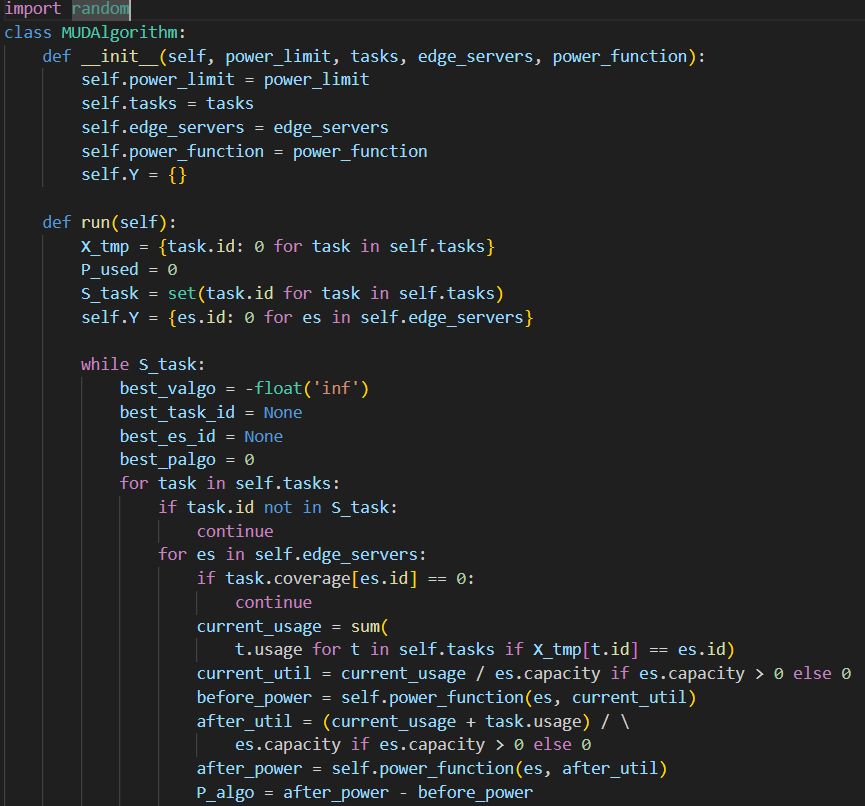 import random
class MUDAlgorithm:
    def __init__(self, power_limit, tasks, edge_servers, power_function):
        self.power_limit = power_limit
        self.tasks = tasks
        self.edge_servers = edge_servers
        self.power_function = power_function
        self.Y = {}
    def run(self):
        X_tmp = {task.id: 0 for task in self.tasks}
        P_used = 0
        S_task = set(task.id for task in self.tasks)
        self.Y = {es.id: 0 for es in self.edge_servers}
        while S_task:
            best_valgo = -float('inf')
            best_task_id = None
            best_es_id = None
            best_palgo = 0
            for task in self.tasks:
                if task.id not in S_task:
                    continue
                for es in self.edge_servers:
                    if task.coverage[es.id] == 0:
                        continue
                    current_usage = sum(
                        t.usage for t in self.tasks if X_tmp[t.id] == es.id)
                    current_util = current_usage / es.capacity if es.capacity > 0 else 0
                    before_power = self.power_function(es, current_util)
                    after_util = (current_usage + task.usage) / \
                        es.capacity if es.capacity > 0 else 0
                    after_power = self.power_function(es, after_util)
                    P_algo = after_power - before_power